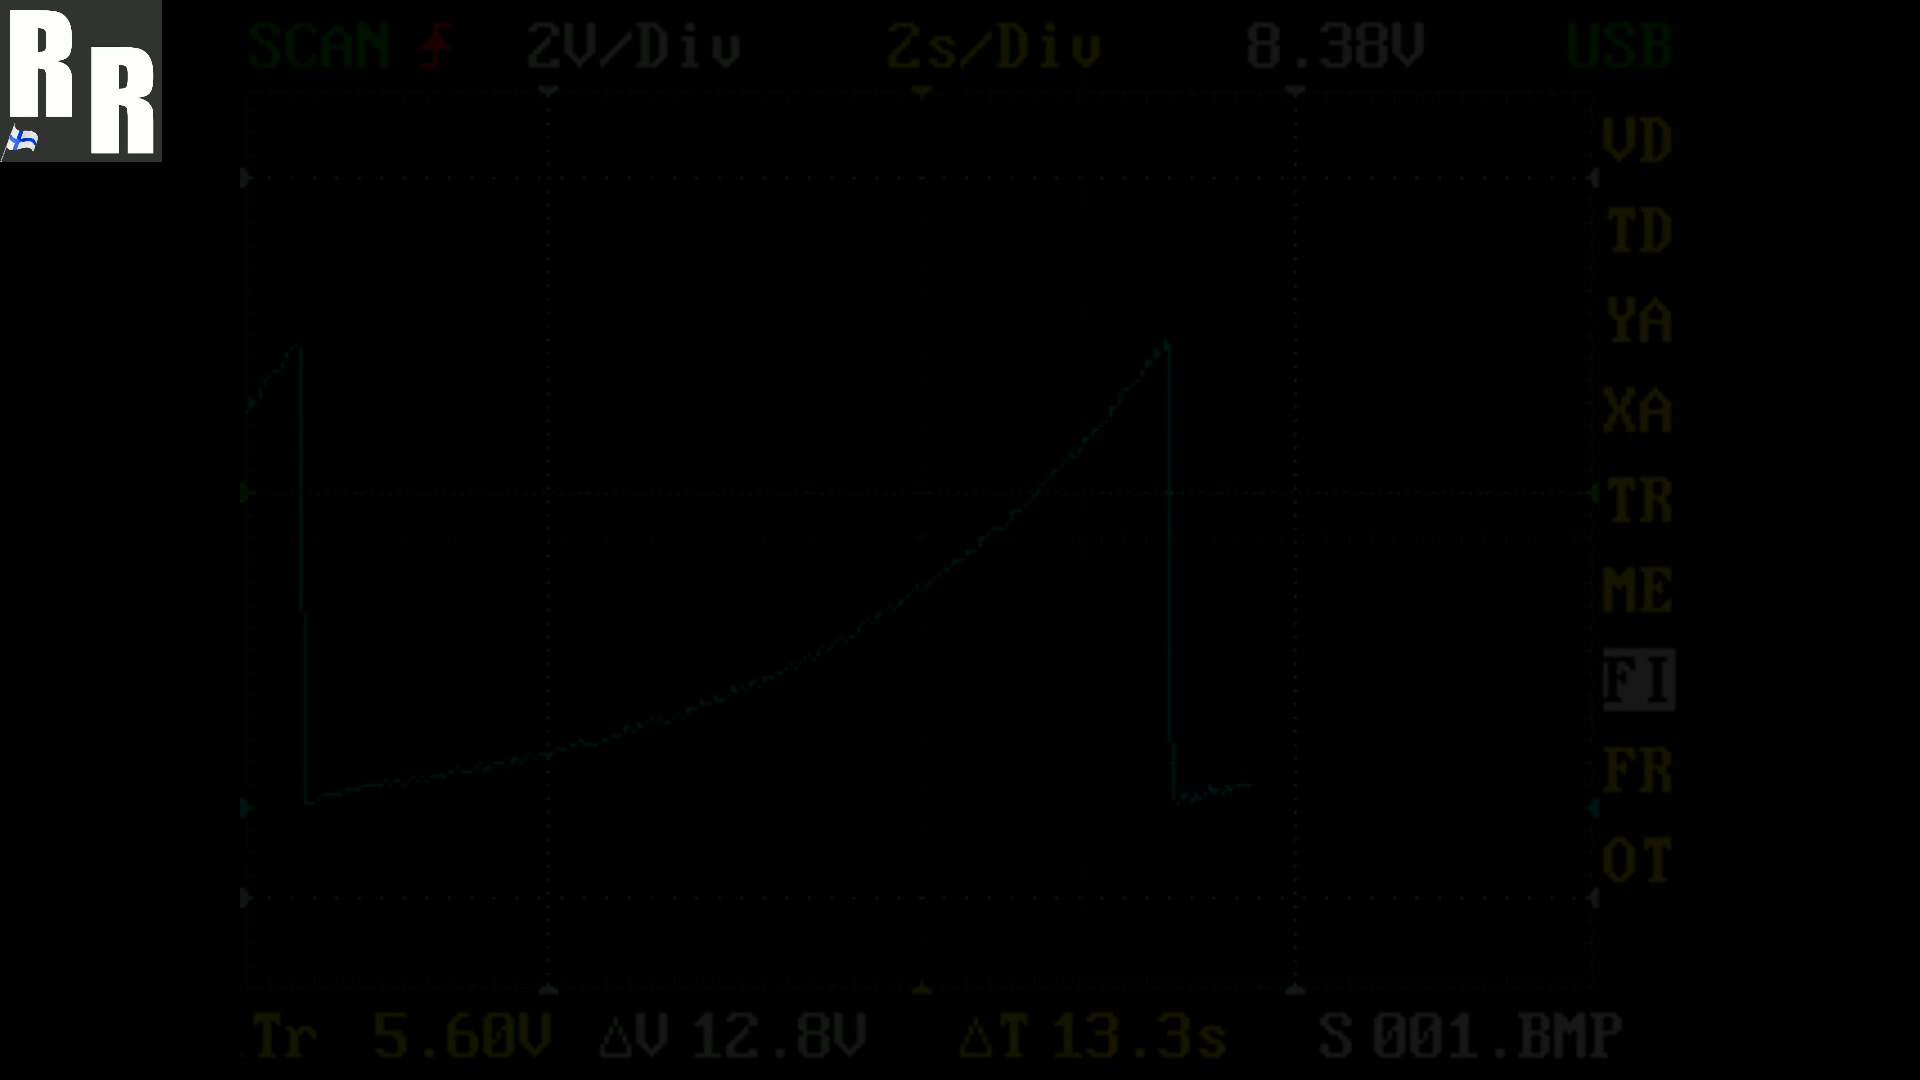 R
R
SCAN 2V/Div 2s/Div 8.38V USB
VD
TD
YA
XA
TR
ME
FI
FR
OT
Tr 5.60V ΔV 12.8V ΔT 13.3s S 001.BMP